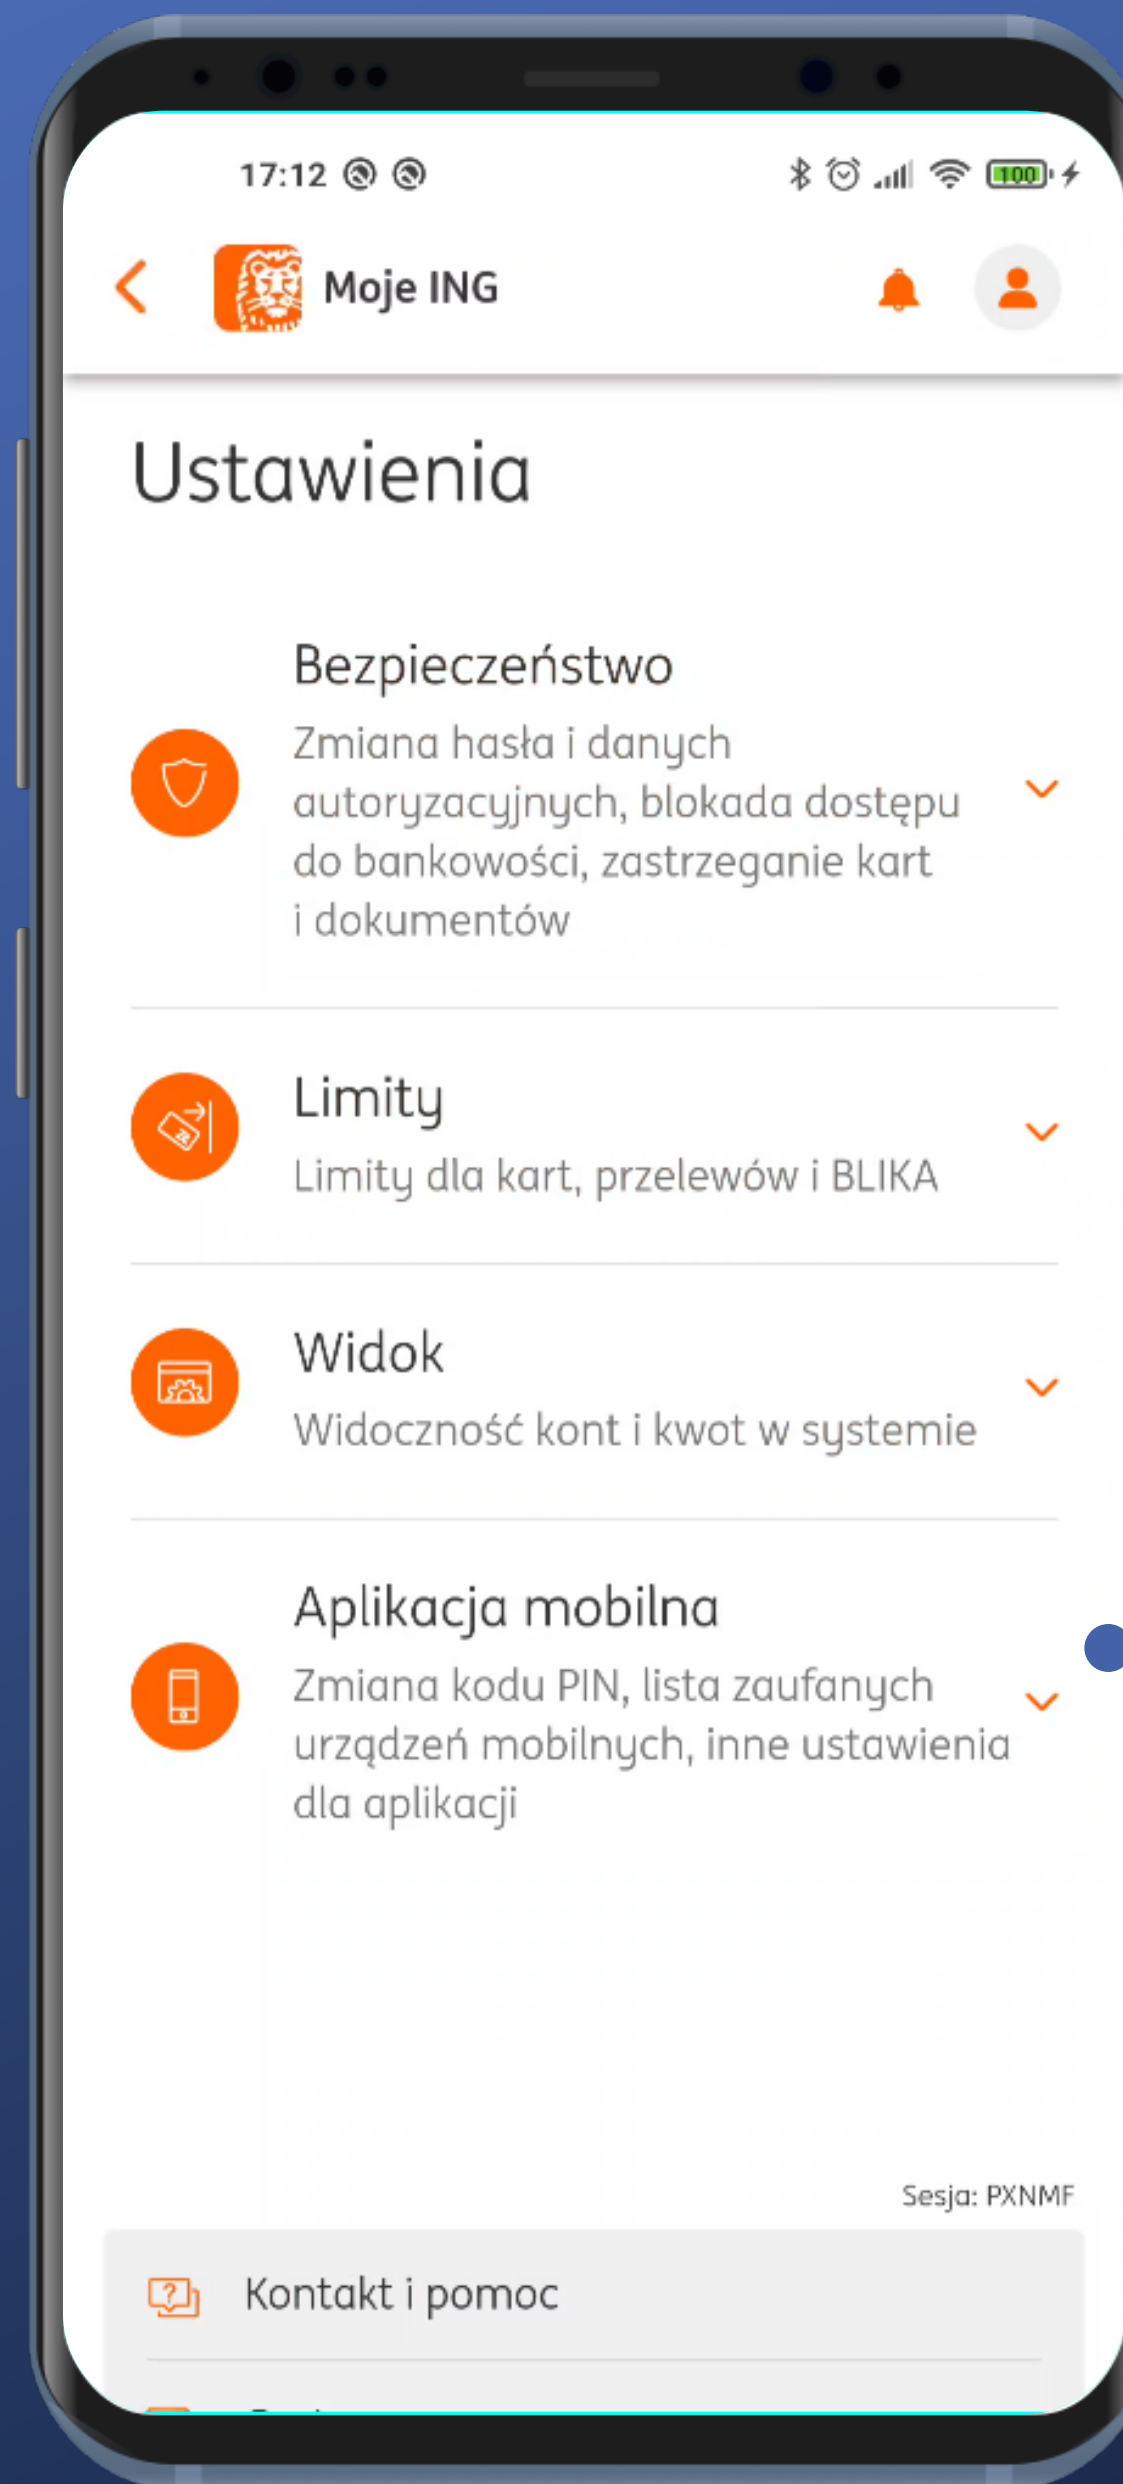 17:12
100
Moje ING
Ustawienia
Bezpieczeństwo
Zmiana hasła i danych
autoryzacyjnych, blokada dostępu
do bankowości, zastrzeganie kart
i dokumentów
Limity
Limity dla kart, przelewów i BLIKA
Widok
Widoczność kont i kwot w systemie
Aplikacja mobilna
Zmiana kodu PIN, lista zaufanych
urządzeń mobilnych, inne ustawienia
dla aplikacji
Sesja: PXNMF
Kontakt i pomoc